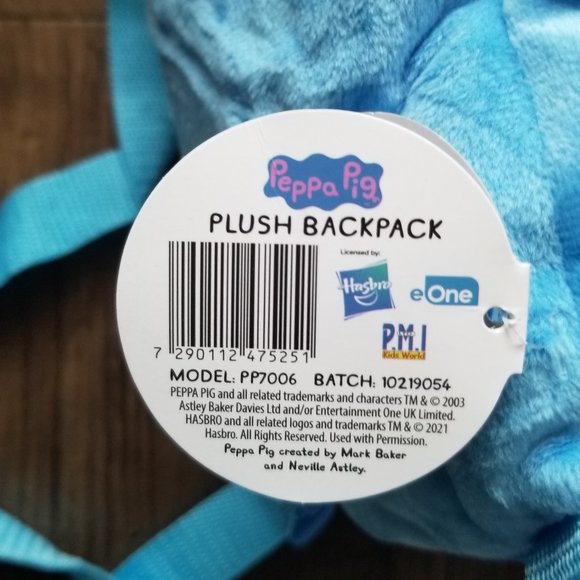 Peppa Pig
PLUSH BACKPACK
Licensed by:
Hasbro
eOne
P.M.I
Kids World
7 290112 475251
MODEL: PP7006 BATCH: 10219054
PEPPA PIG and all related trademarks and characters TM & © 2003
Astley Baker Davies Ltd and/or Entertainment One UK Limited.
HASBRO and all related logos and trademarks TM & © 2021
Hasbro. All Rights Reserved. Used with Permission.
Peppa Pig created by Mark Baker
and Neville Astley.